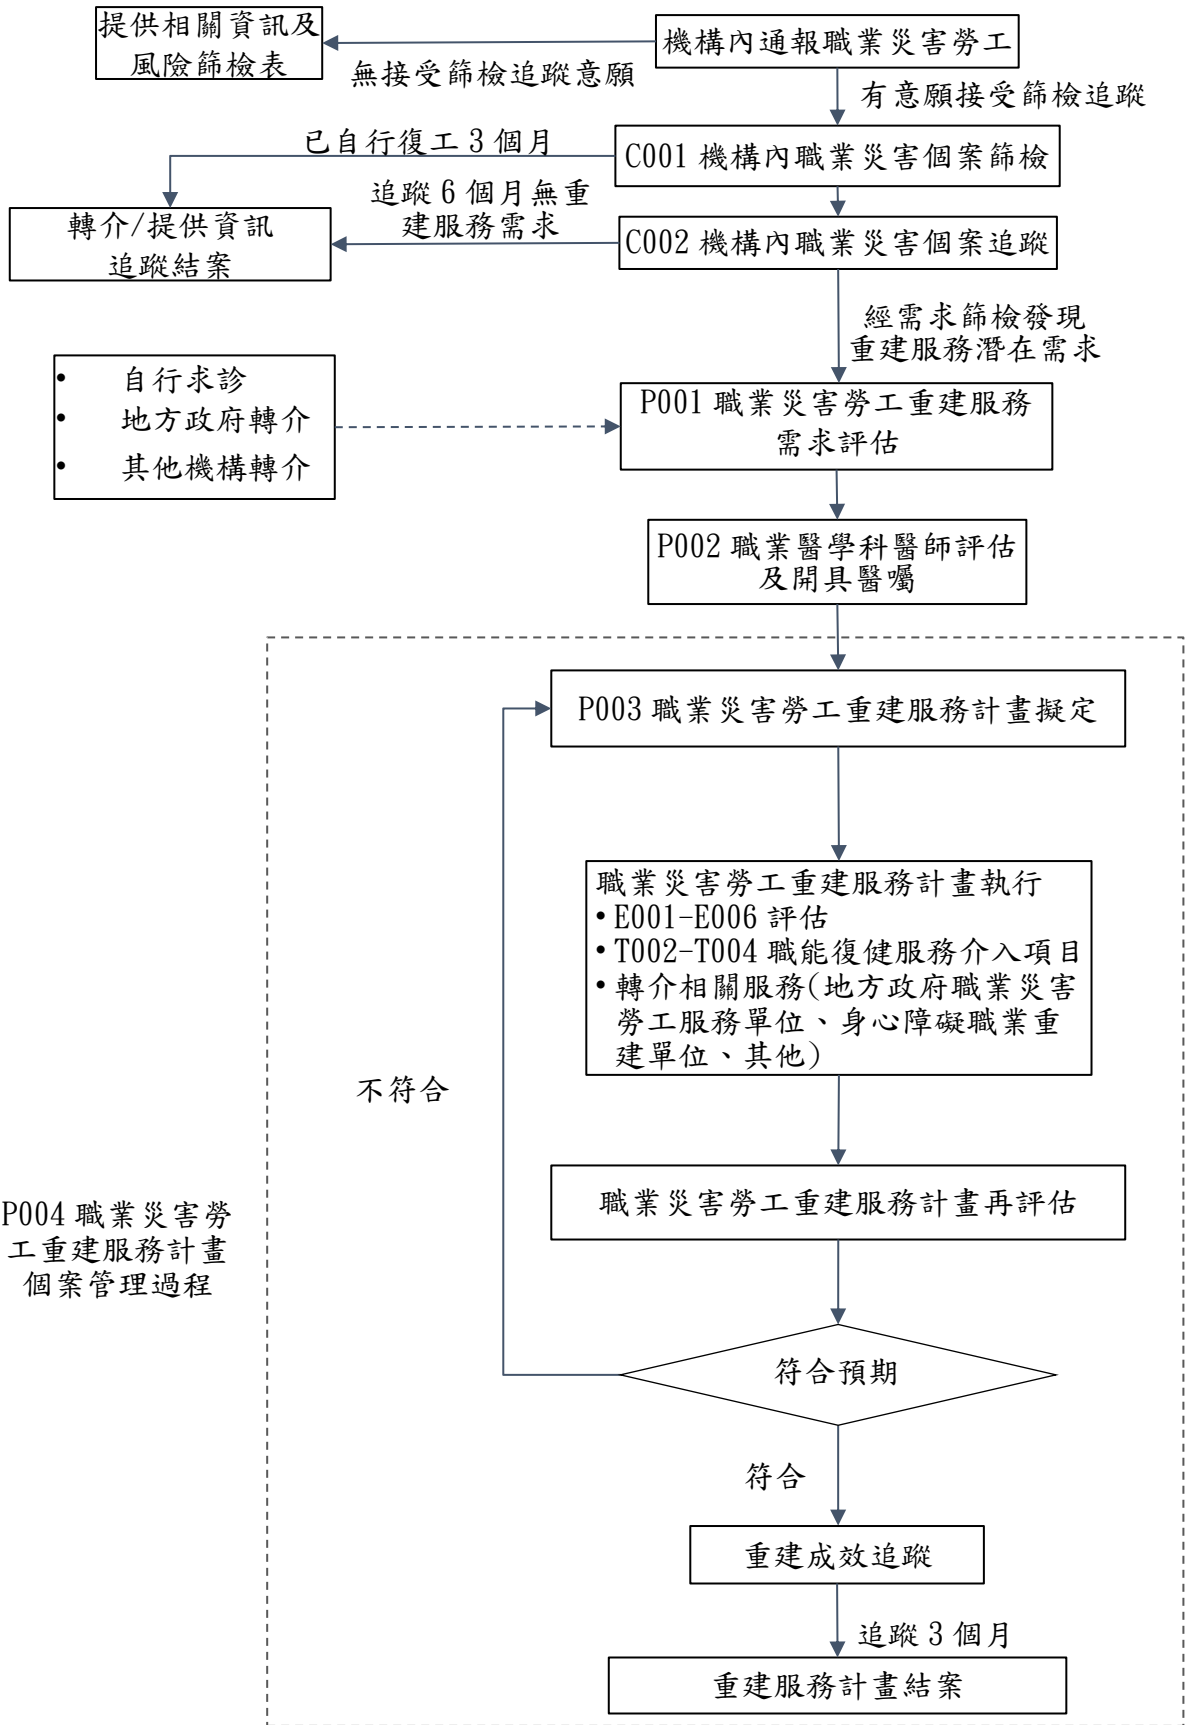 提供相關資訊及
風險篩檢表
機構內通報職業災害勞工
無接受篩檢追蹤意願
有意願接受篩檢追蹤
已自行復工 3 個月
C001 機構內職業災害個案篩檢
追蹤 6 個月無重
建服務需求
轉介/提供資訊
追蹤結案
C002 機構內職業災害個案追蹤
經需求篩檢發現
重建服務潛在需求
• 自行求診
• 地方政府轉介
• 其他機構轉介
P001 職業災害勞工重建服務
需求評估
P002 職業醫學科醫師評估
及開具醫囑
P003 職業災害勞工重建服務計畫擬定
職業災害勞工重建服務計畫執行
• E001-E006 評估
• T002-T004 職能復健服務介入項目
• 轉介相關服務(地方政府職業災害
勞工服務單位、身心障礙職業重
建單位、其他)
不符合
職業災害勞工重建服務計畫再評估
P004 職業災害勞
工重建服務計畫
個案管理過程
符合預期
符合
重建成效追蹤
追蹤 3 個月
重建服務計畫結案